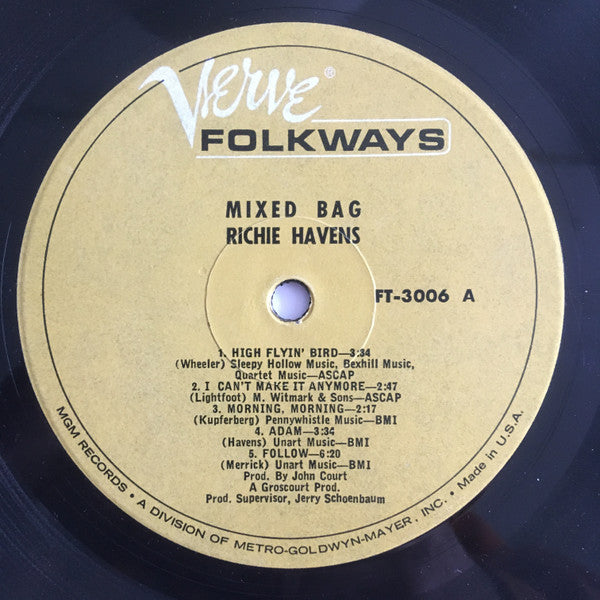 Verve®
FOLKWAYS
MIXED BAG
RICHIE HAVENS
FT-3006 A
1. HIGH FLYIN' BIRD—3:34
(Wheeler) Sleepy Hollow Music, Bexhill Music,
Quartet Music—ASCAP
2. I CAN'T MAKE IT ANYMORE—2:47
(Lightfoot) M. Witmark & Sons—ASCAP
3. MORNING, MORNING—2:17
(Kupferberg) Pennywhistle Music—BMI
4. ADAM—3:34
(Havens) Unart Music—BMI
5. FOLLOW—6:20
(Merrick) Unart Music—BMI
Prod. By John Court
A Groscourt Prod.
Prod. Supervisor, Jerry Schoenbaum
MGM RECORDS • A DIVISION OF METRO-GOLDWYN-MAYER, INC. • Made in U.S.A.